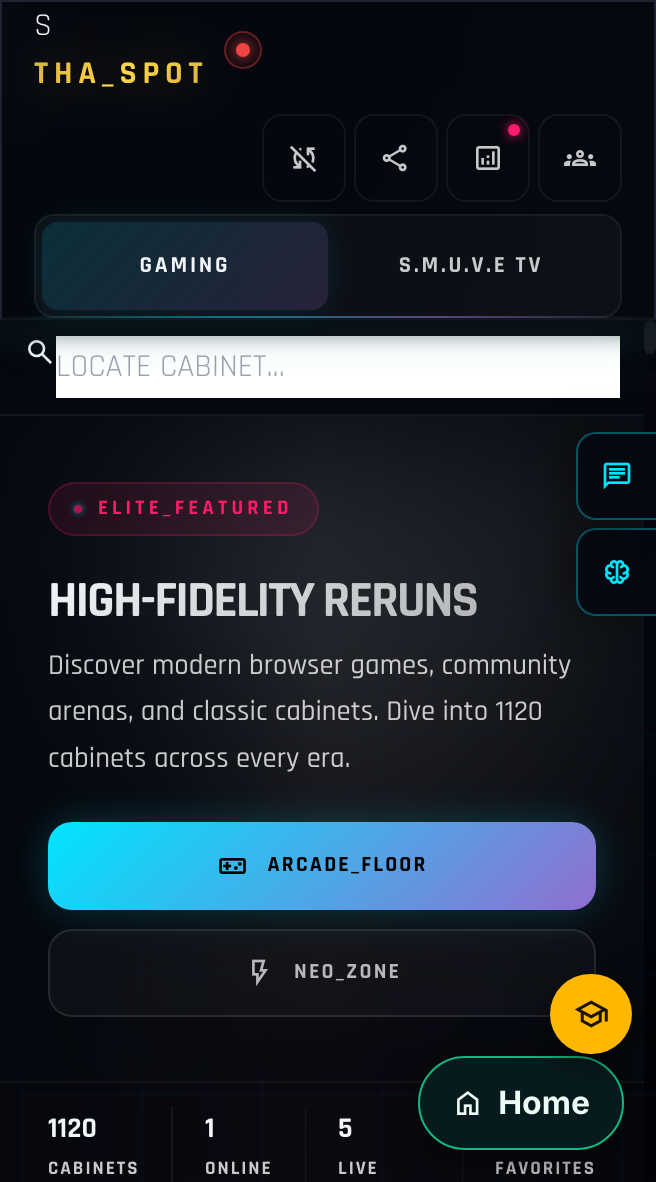 S
THA_SPOT
GAMING
S.M.U.V.E TV
LOCATE CABINET...
ELITE_FEATURED
HIGH-FIDELITY RERUNS
Discover modern browser games, community
arenas, and classic cabinets. Dive into 1120
cabinets across every era.
ARCADE_FLOOR
NEO_ZONE
Home
1120
1
5
CABINETS
ONLINE
LIVE
FAVORITES